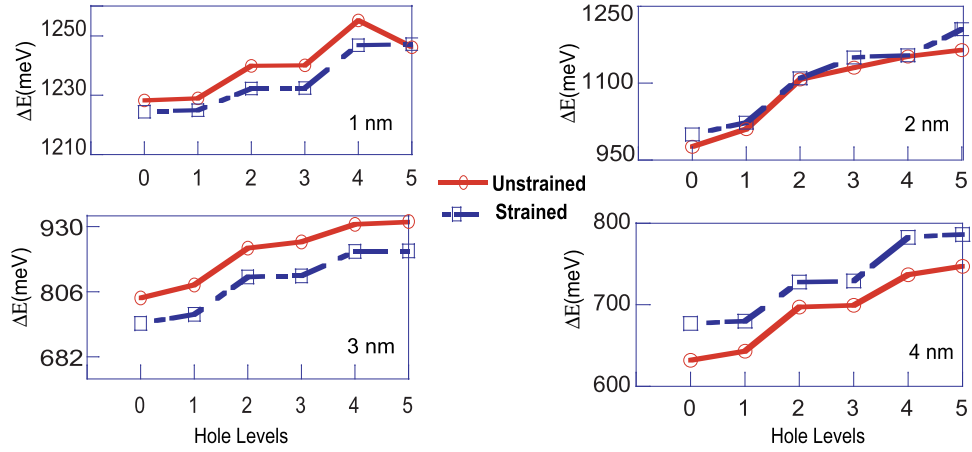 ΔE(meV)
1250
1230
1210
1 nm
0 1 2 3 4 5
ΔE(meV)
1250
1100
950
2 nm
0 1 2 3 4 5
Unstrained
Strained
ΔE(meV)
930
806
682
3 nm
0 1 2 3 4 5
Hole Levels
ΔE(meV)
800
700
600
4 nm
0 1 2 3 4 5
Hole Levels